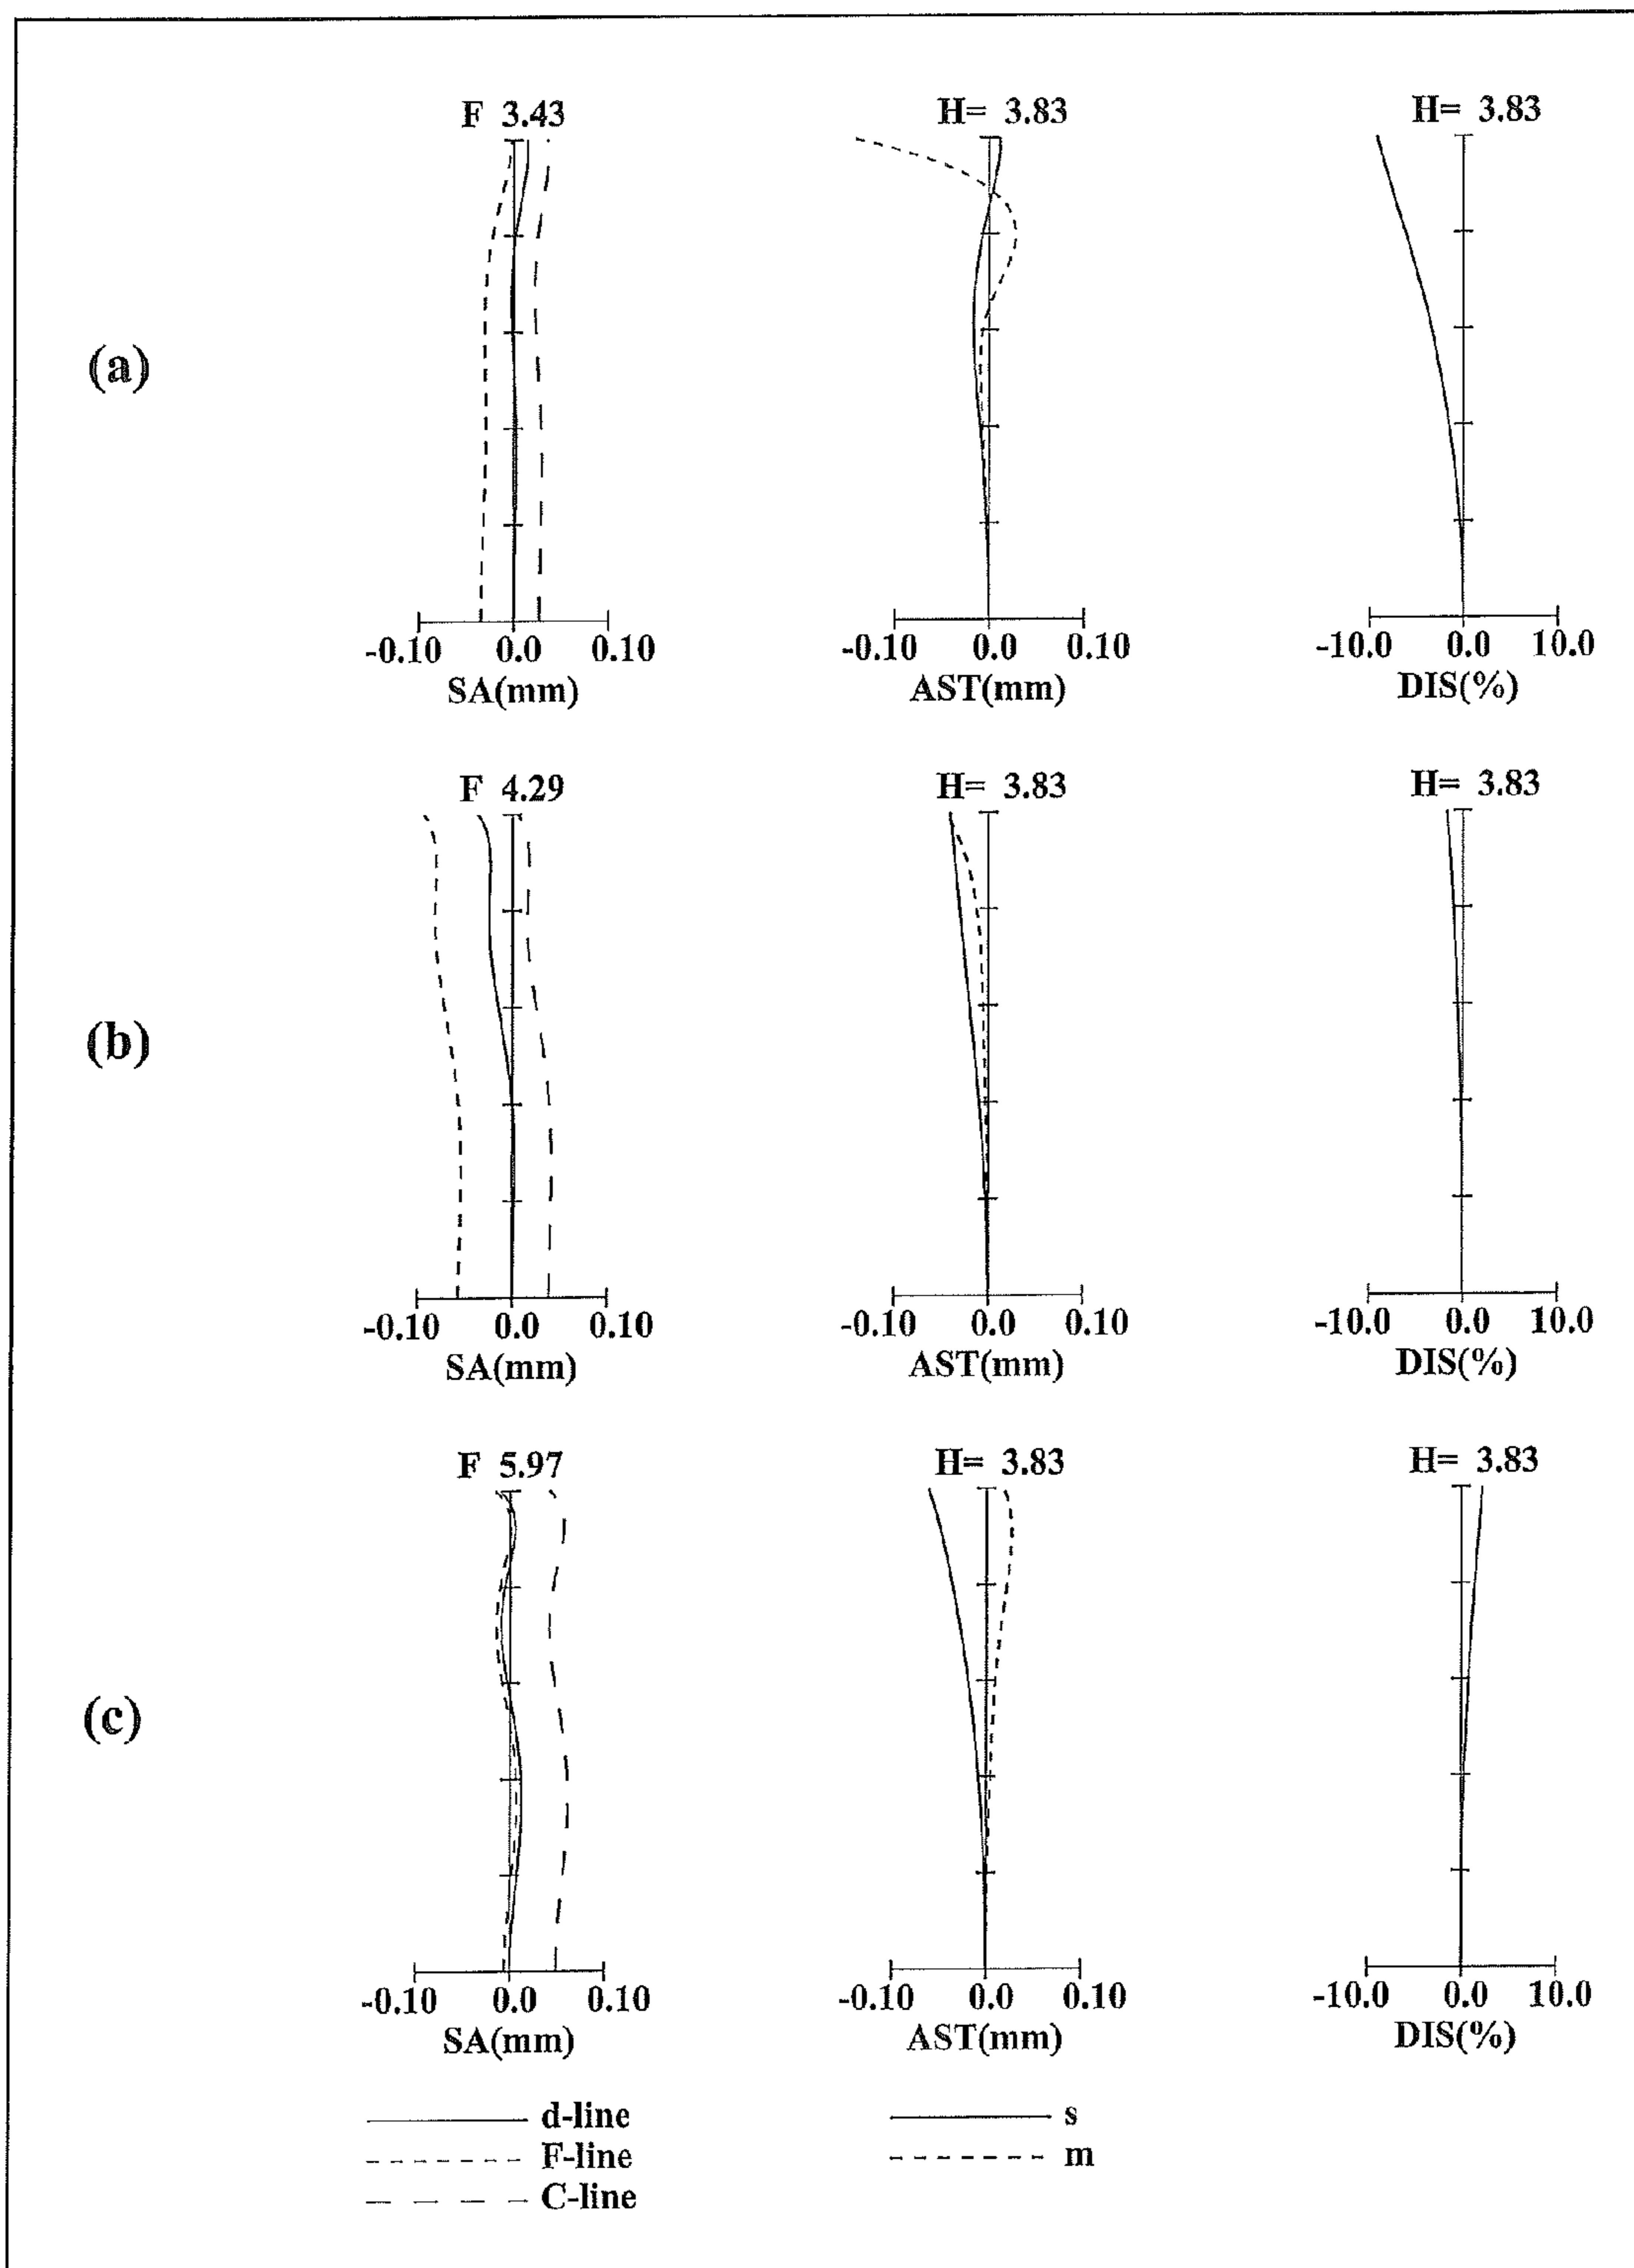 F 3.43
H= 3.83
H= 3.83
(a)
-0.10 0.0 0.10
SA(mm)
-0.10 0.0 0.10
AST(mm)
-10.0 0.0 10.0
DIS(%)
F 4.29
H= 3.83
H= 3.83
(b)
-0.10 0.0 0.10
SA(mm)
-0.10 0.0 0.10
AST(mm)
-10.0 0.0 10.0
DIS(%)
F 5.97
H= 3.83
H= 3.83
(c)
-0.10 0.0 0.10
SA(mm)
-0.10 0.0 0.10
AST(mm)
-10.0 0.0 10.0
DIS(%)
d-line
F-line
C-line
s
m